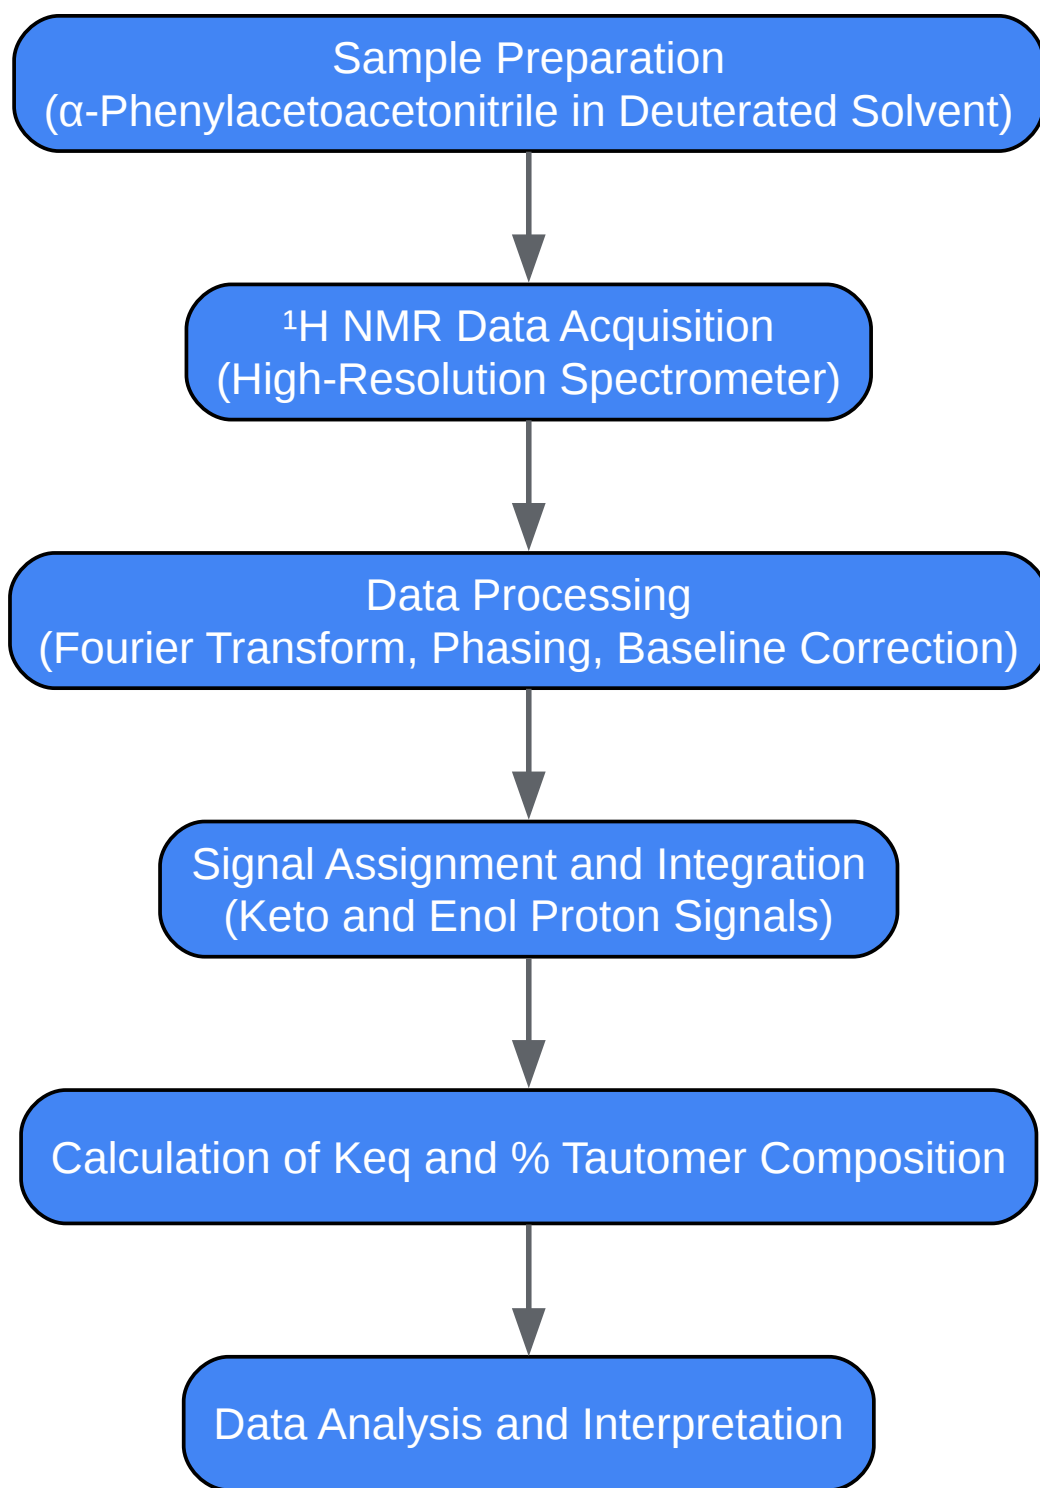 Sample Preparation
(α-Phenylacetoacetonitrile in Deuterated Solvent)
¹H NMR Data Acquisition
(High-Resolution Spectrometer)
Data Processing
(Fourier Transform, Phasing, Baseline Correction)
Signal Assignment and Integration
(Keto and Enol Proton Signals)
Calculation of Keq and % Tautomer Composition
Data Analysis and Interpretation